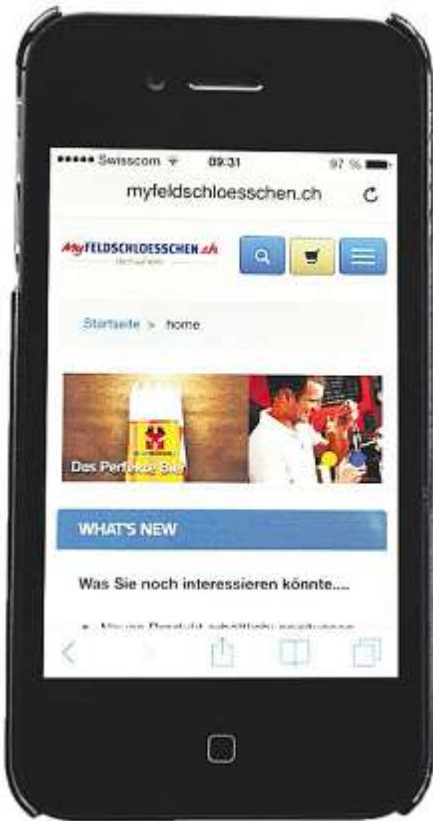 Swisscom 09:31 97 %
myfeldschloesschen.ch
MyFELDSCHLOESSCHEN.ch
Startseite > home
Das Perfekte Bier
WHAT'S NEW
Was Sie noch interessieren könnte....